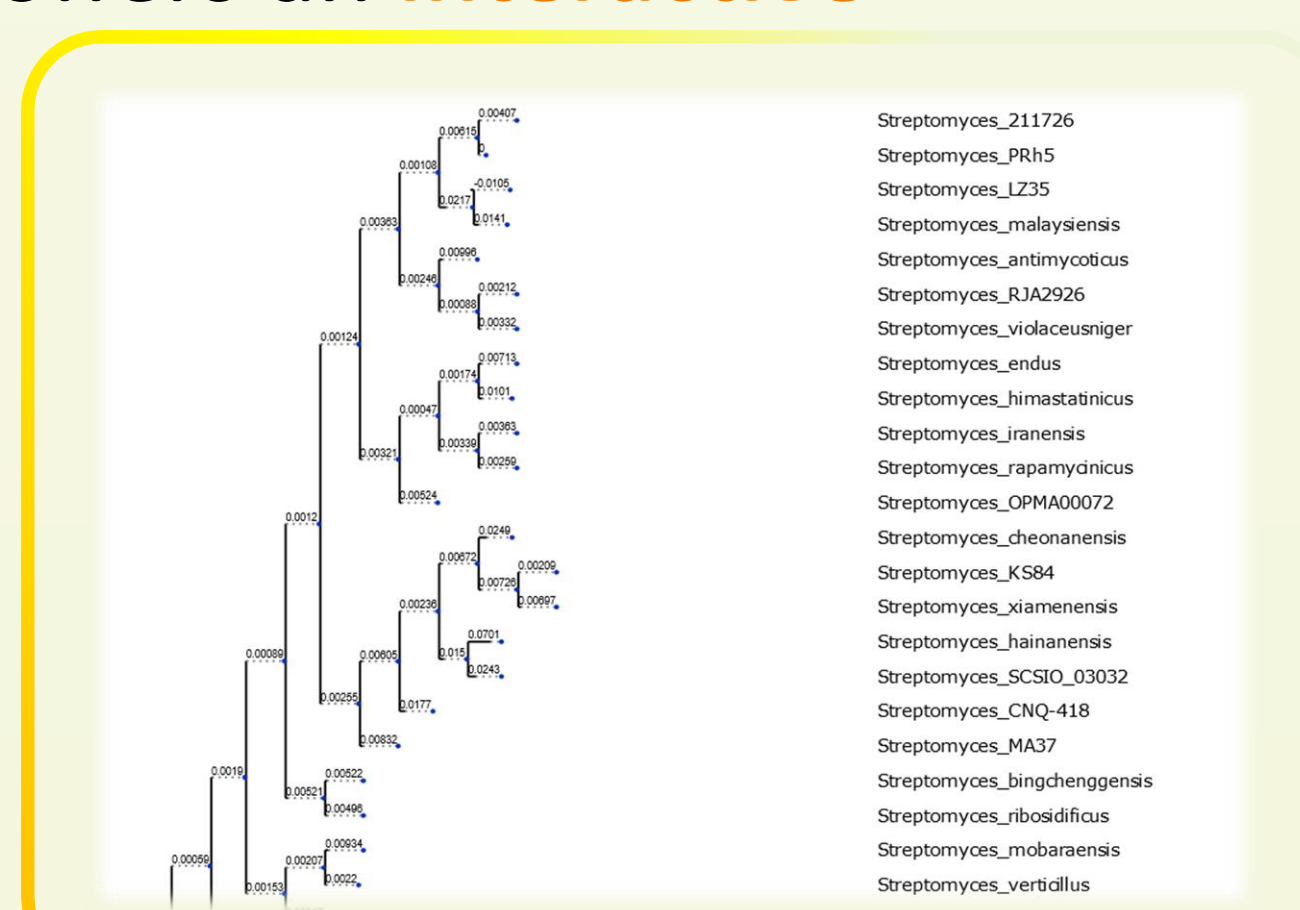 0.00407 Streptomyces_211726
0.00615
0 Streptomyces_PRh5
0.00108
-0.0105 Streptomyces_LZ35
0.0217
0.0141 Streptomyces_malaysiensis
0.00363
0.00996 Streptomyces_antimycoticus
0.00246
0.00212 Streptomyces_RJA2926
0.00088
0.00332 Streptomyces_violaceusniger
0.00124
0.00713 Streptomyces_endus
0.00174
0.0101 Streptomyces_himastatinicus
0.00047
0.00363 Streptomyces_iranensis
0.00339
0.00321
0.00259 Streptomyces_rapamycinicus
0.00524 Streptomyces_OPMA00072
0.0012
0.0249 Streptomyces_cheonanensis
0.00672
0.00209 Streptomyces_KS84
0.00726
0.00236
0.00697 Streptomyces_xiamenensis
0.0701 Streptomyces_hainanensis
0.00089
0.00605
0.015
0.0243 Streptomyces_SCSIO_03032
0.00255
0.0177 Streptomyces_CNQ-418
0.00832 Streptomyces_MA37
0.0019
0.00522 Streptomyces_bingchenggensis
0.00521
0.00496 Streptomyces_ribosidificus
0.00934 Streptomyces_mobaraensis
0.00059
0.00207
0.0022 Streptomyces_verticillus
0.00153